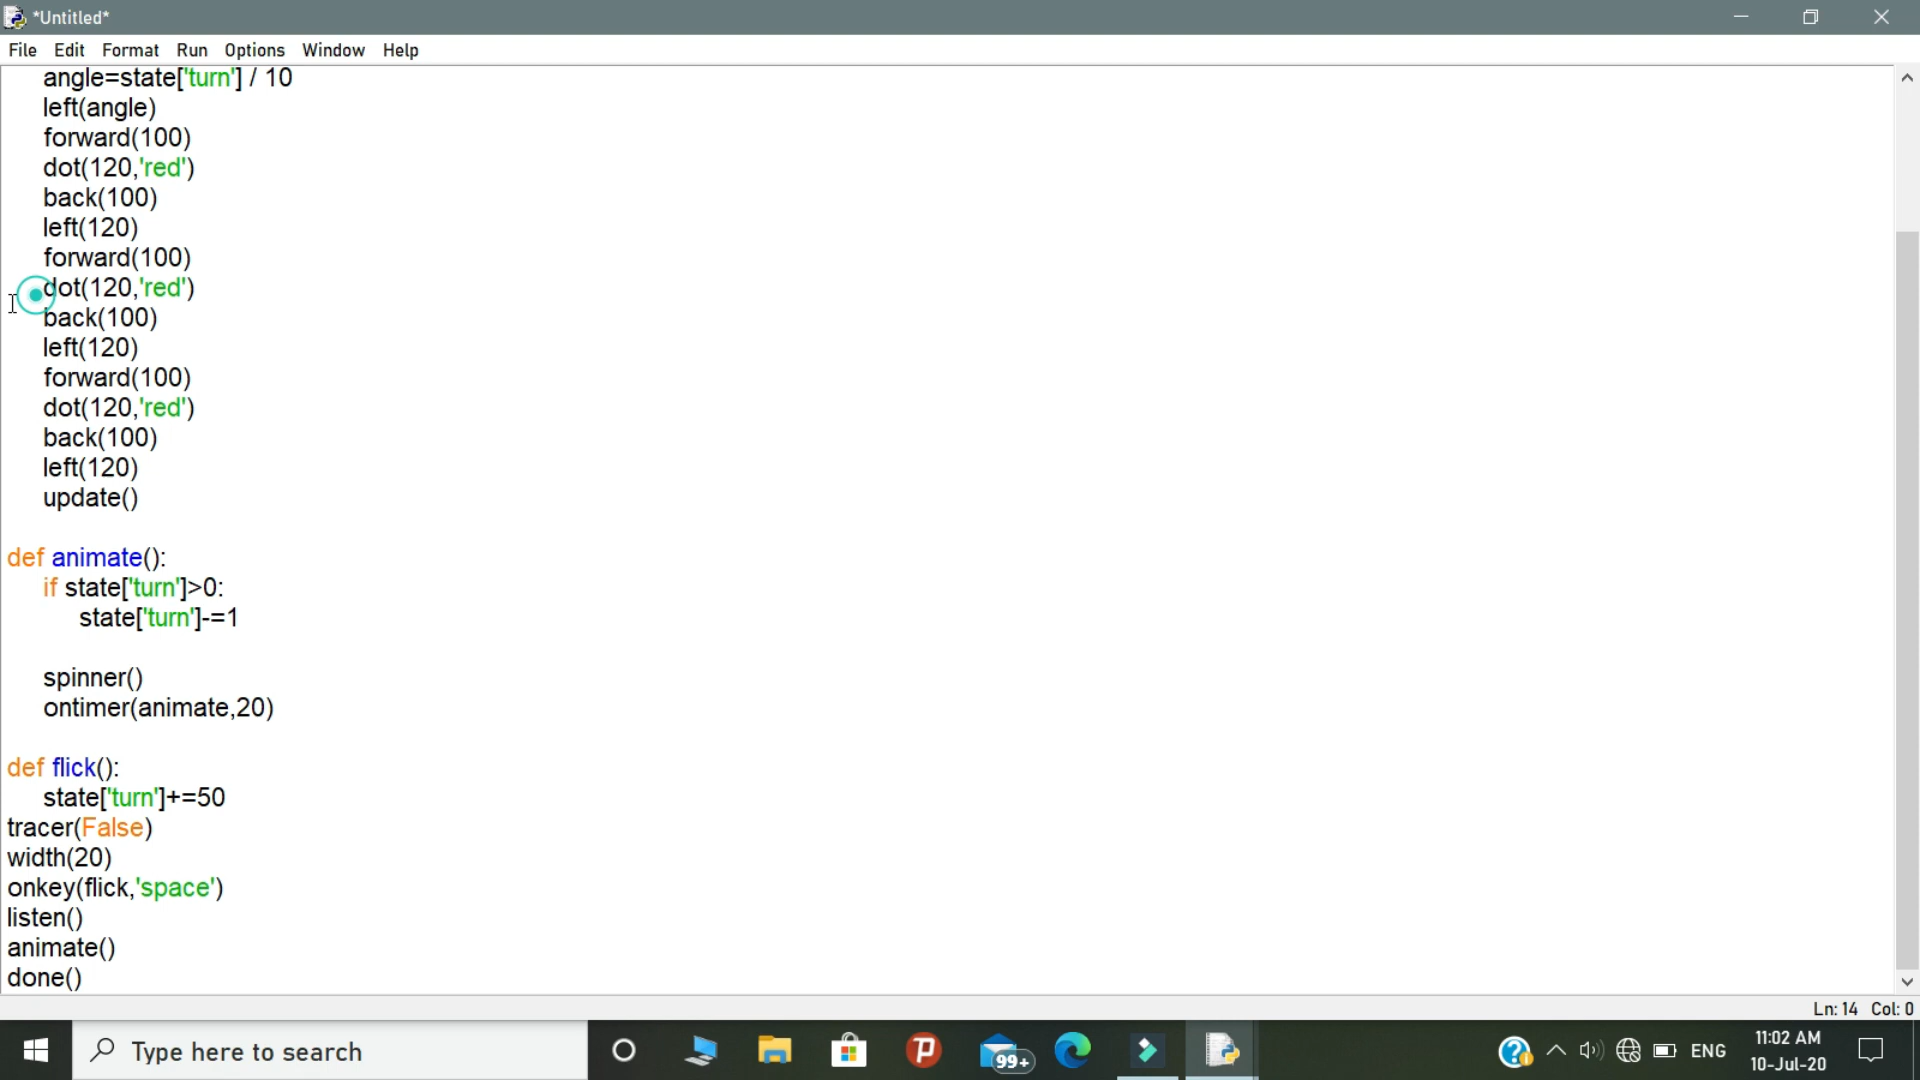 *Untitled*
File Edit Format Run Options Window Help
angle=state['turn'] / 10
left(angle)
forward(100)
dot(120,'red')
back(100)
left(120)
forward(100)
dot(120,'red')
back(100)
left(120)
forward(100)
dot(120,'red')
back(100)
left(120)
update()
def animate():
if state['turn']>0:
state['turn']-=1
spinner()
ontimer(animate,20)
def flick():
state['turn']+=50
tracer(False)
width(20)
onkey(flick,'space')
listen()
animate()
done()
Ln: 14 Col: 0
Type here to search
99+
ENG
11:02 AM
10-Jul-20